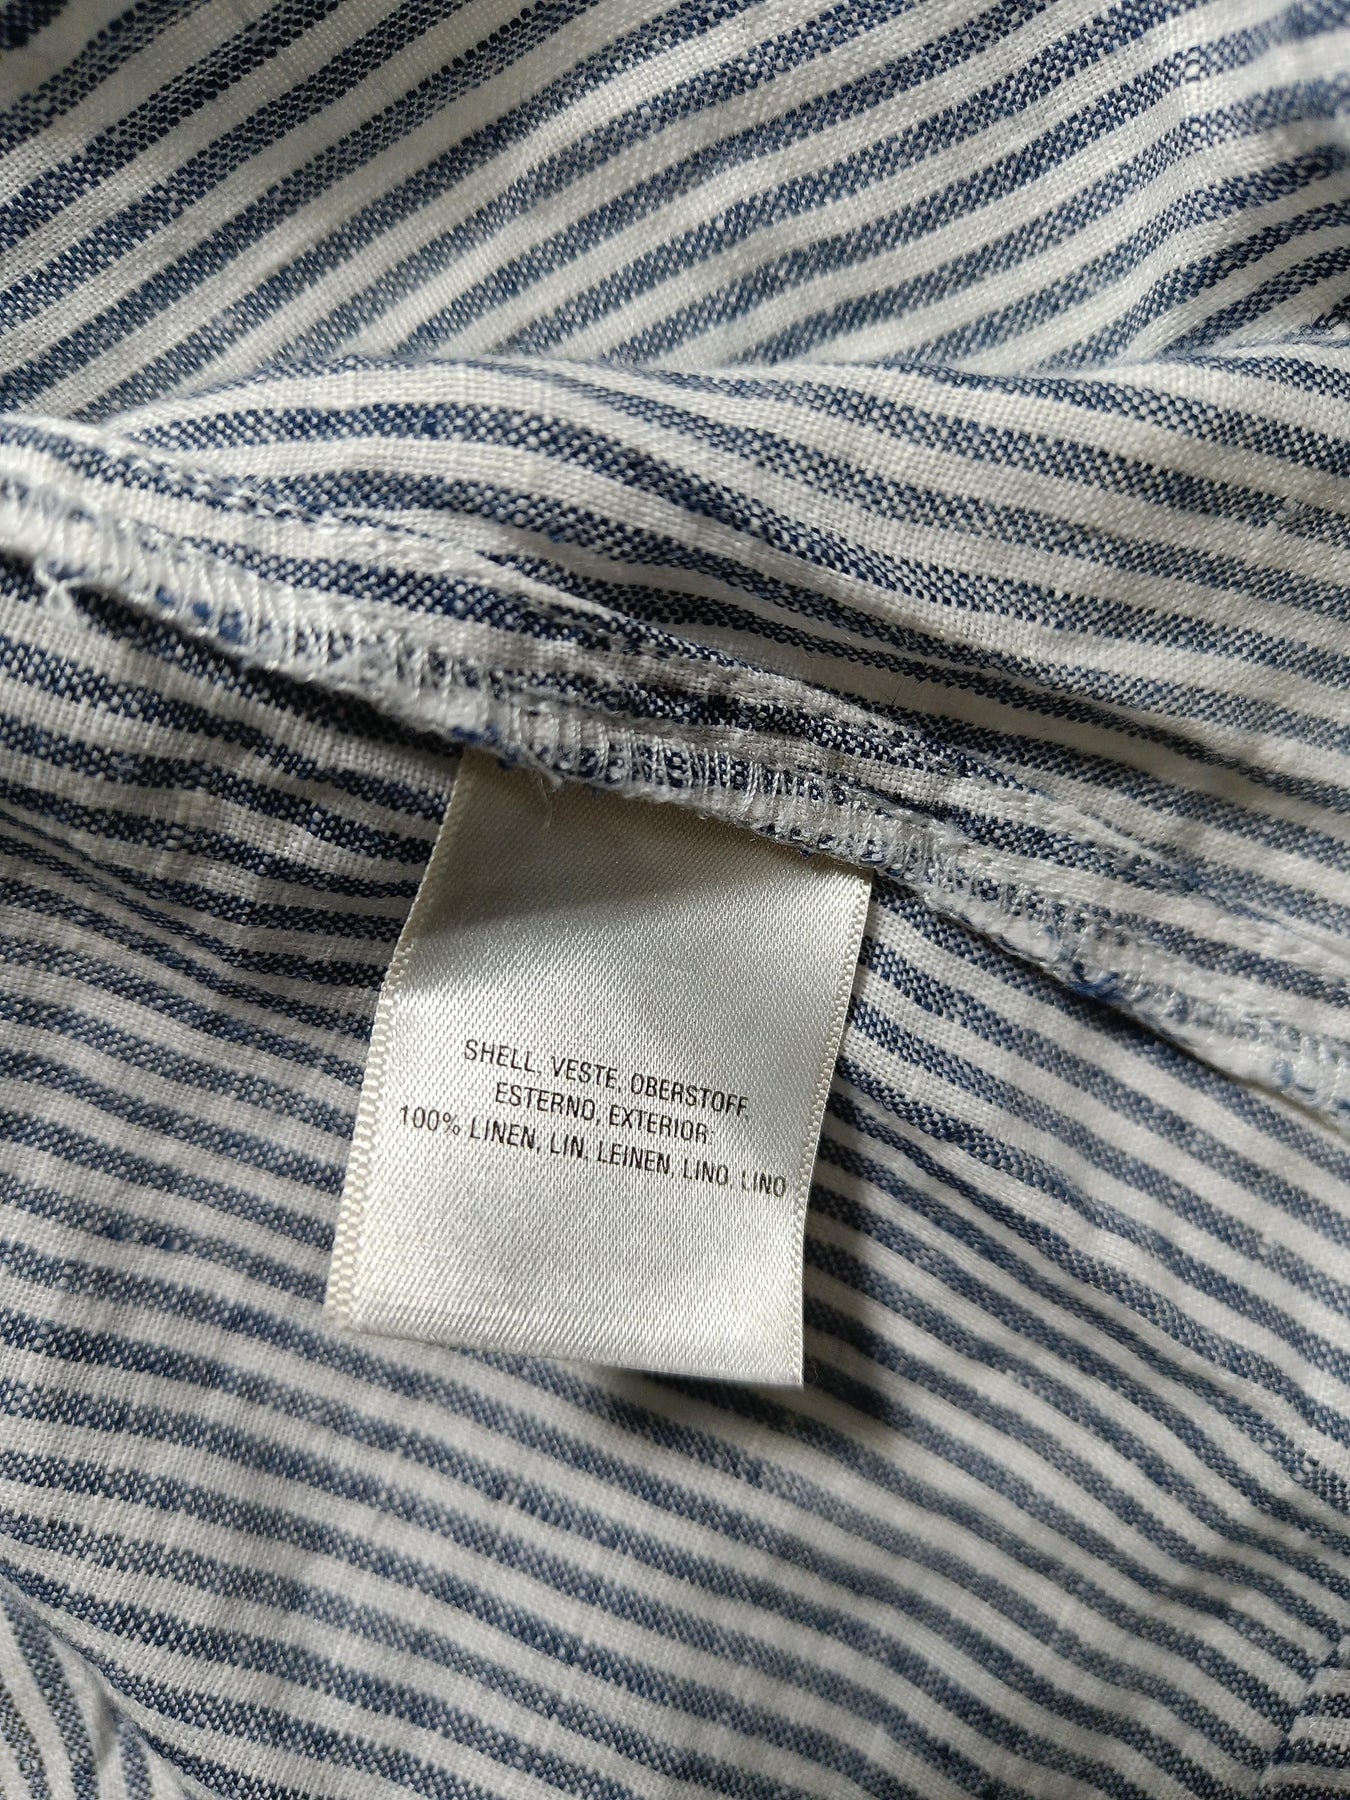 SHELL, VESTE, OBERSTOFF,
ESTERNO, EXTERIOR:
100% LINEN, LIN, LEINEN, LINO, LINO